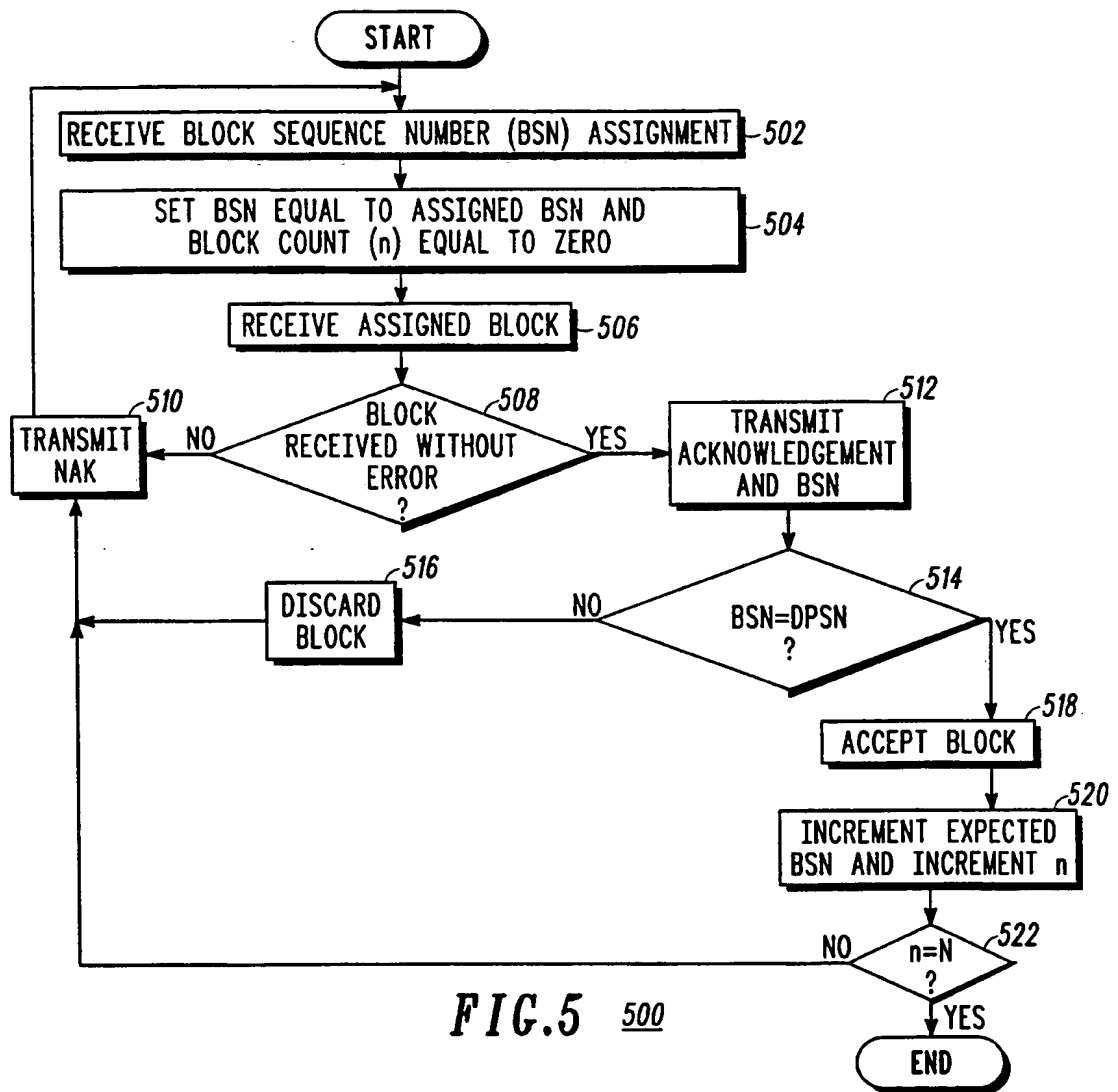 START
RECEIVE BLOCK SEQUENCE NUMBER (BSN) ASSIGNMENT
502
SET BSN EQUAL TO ASSIGNED BSN AND
BLOCK COUNT (n) EQUAL TO ZERO
504
RECEIVE ASSIGNED BLOCK
506
BLOCK
RECEIVED WITHOUT
ERROR
?
508
NO
YES
510
TRANSMIT
NAK
512
TRANSMIT
ACKNOWLEDGEMENT
AND BSN
BSN=DPSN
?
514
NO
YES
516
DISCARD
BLOCK
518
ACCEPT BLOCK
520
INCREMENT EXPECTED
BSN AND INCREMENT n
n=N
?
522
NO
YES
END
FIG.5 500